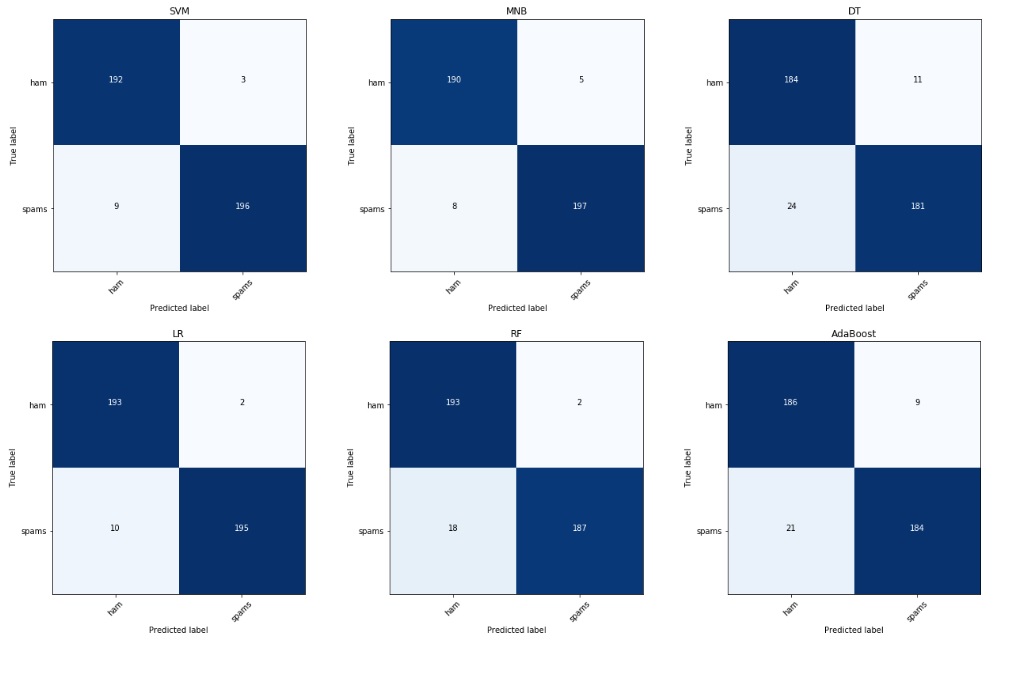 SVM
MNB
DT
ham 192 3
ham 190 5
ham 184 11
True label
True label
True label
spams 9 196
spams 8 197
spams 24 181
ham spams
ham spams
ham spams
Predicted label
Predicted label
Predicted label
LR
RF
AdaBoost
ham 193 2
ham 193 2
ham 186 9
True label
True label
True label
spams 10 195
spams 18 187
spams 21 184
ham spams
ham spams
ham spams
Predicted label
Predicted label
Predicted label